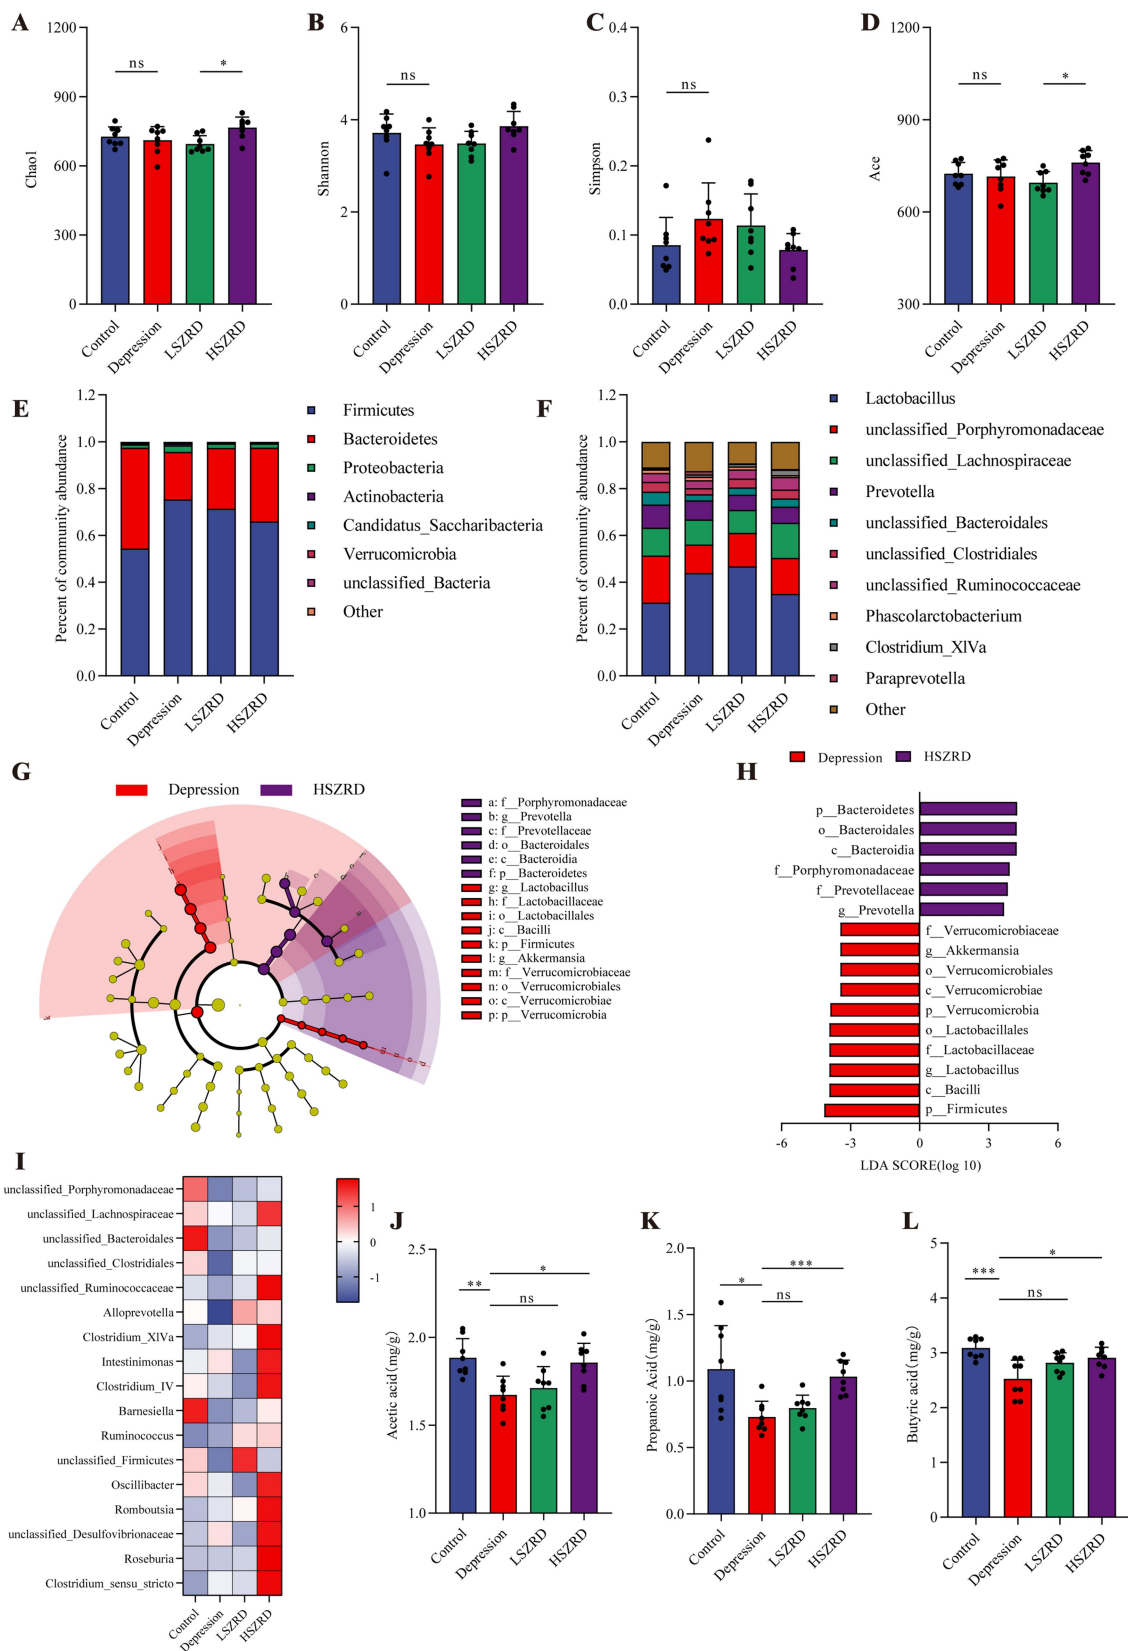 A
1200
900
600
300
0
Chao1
ns
*
Control
Depression
LSZRD
HSZRD
B
6
4
2
0
Shannon
ns
Control
Depression
LSZRD
HSZRD
C
0.4
0.3
0.2
0.1
0.0
Simpson
ns
Control
Depression
LSZRD
HSZRD
D
1200
900
600
300
Ace
ns
*
Control
Depression
LSZRD
HSZRD
E
1.2
1.0
0.8
0.6
0.4
0.2
0.0
Percent of community abundance
Control
Depression
LSZRD
HSZRD
Firmicutes
Bacteroidetes
Proteobacteria
Actinobacteria
Candidatus_Saccharibacteria
Verrucomicrobia
unclassified_Bacteria
Other
F
1.2
1.0
0.8
0.6
0.4
0.2
0.0
Percent of community abundance
Control
Depression
LSZRD
HSZRD
Lactobacillus
unclassified_Porphyromonadaceae
unclassified_Lachnospiraceae
Prevotella
unclassified_Bacteroidales
unclassified_Clostridiales
unclassified_Ruminococcaceae
Phascolarctobacterium
Clostridium_XlVa
Paraprevotella
Other
G
Depression
HSZRD
a: f__Porphyromonadaceae
b: g__Prevotella
c: f__Prevotellaceae
d: o__Bacteroidales
e: c__Bacteroidia
f: p__Bacteroidetes
g: g__Lactobacillus
h: f__Lactobacillaceae
i: o__Lactobacillales
j: c__Bacilli
k: p__Firmicutes
l: g__Akkermansia
m: f__Verrucomicrobiaceae
n: o__Verrucomicrobiales
o: c__Verrucomicrobiae
p: p__Verrucomicrobia
H
Depression
HSZRD
p__Bacteroidetes
o__Bacteroidales
c__Bacteroidia
f__Porphyromonadaceae
f__Prevotellaceae
g__Prevotella
f__Verrucomicrobiaceae
g__Akkermansia
o__Verrucomicrobiales
c__Verrucomicrobiae
p__Verrucomicrobia
o__Lactobacillales
f__Lactobacillaceae
g__Lactobacillus
c__Bacilli
p__Firmicutes
-6 -3 0 3 6
LDA SCORE(log 10)
I
unclassified_Porphyromonadaceae
unclassified_Lachnospiraceae
unclassified_Bacteroidales
unclassified_Clostridiales
unclassified_Ruminococcaceae
Alloprevotella
Clostridium_XlVa
Intestinimonas
Clostridium_IV
Barnesiella
Ruminococcus
unclassified_Firmicutes
Oscillibacter
Romboutsia
unclassified_Desulfovibrionaceae
Roseburia
Clostridium_sensu_stricto
Control
Depression
LSZRD
HSZRD
1
0
-1
J
2.5
2.0
1.5
1.0
Acetic acid(mg/g)
**
*
ns
Control
Depression
LSZRD
HSZRD
K
2.0
1.5
1.0
0.5
0.0
Propanoic Acid(mg/g)
*
***
ns
Control
Depression
LSZRD
HSZRD
L
5
4
3
2
1
0
Butyric acid(mg/g)
***
*
ns
Control
Depression
LSZRD
HSZRD